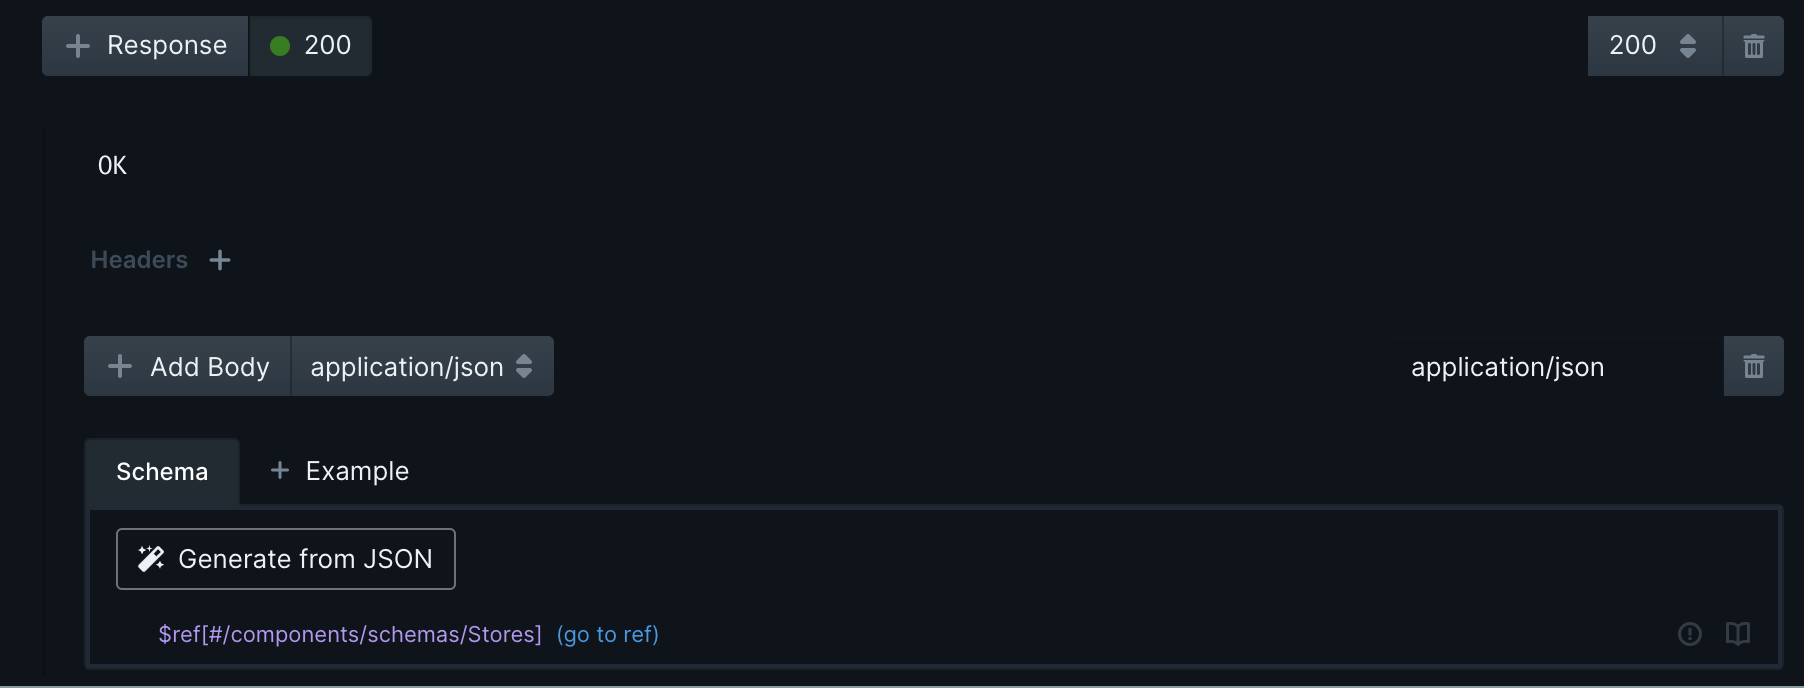 Response 200 200
OK
Headers
Add Body application/json application/json
Schema Example
Generate from JSON
$ref[#/components/schemas/Stores] (go to ref)